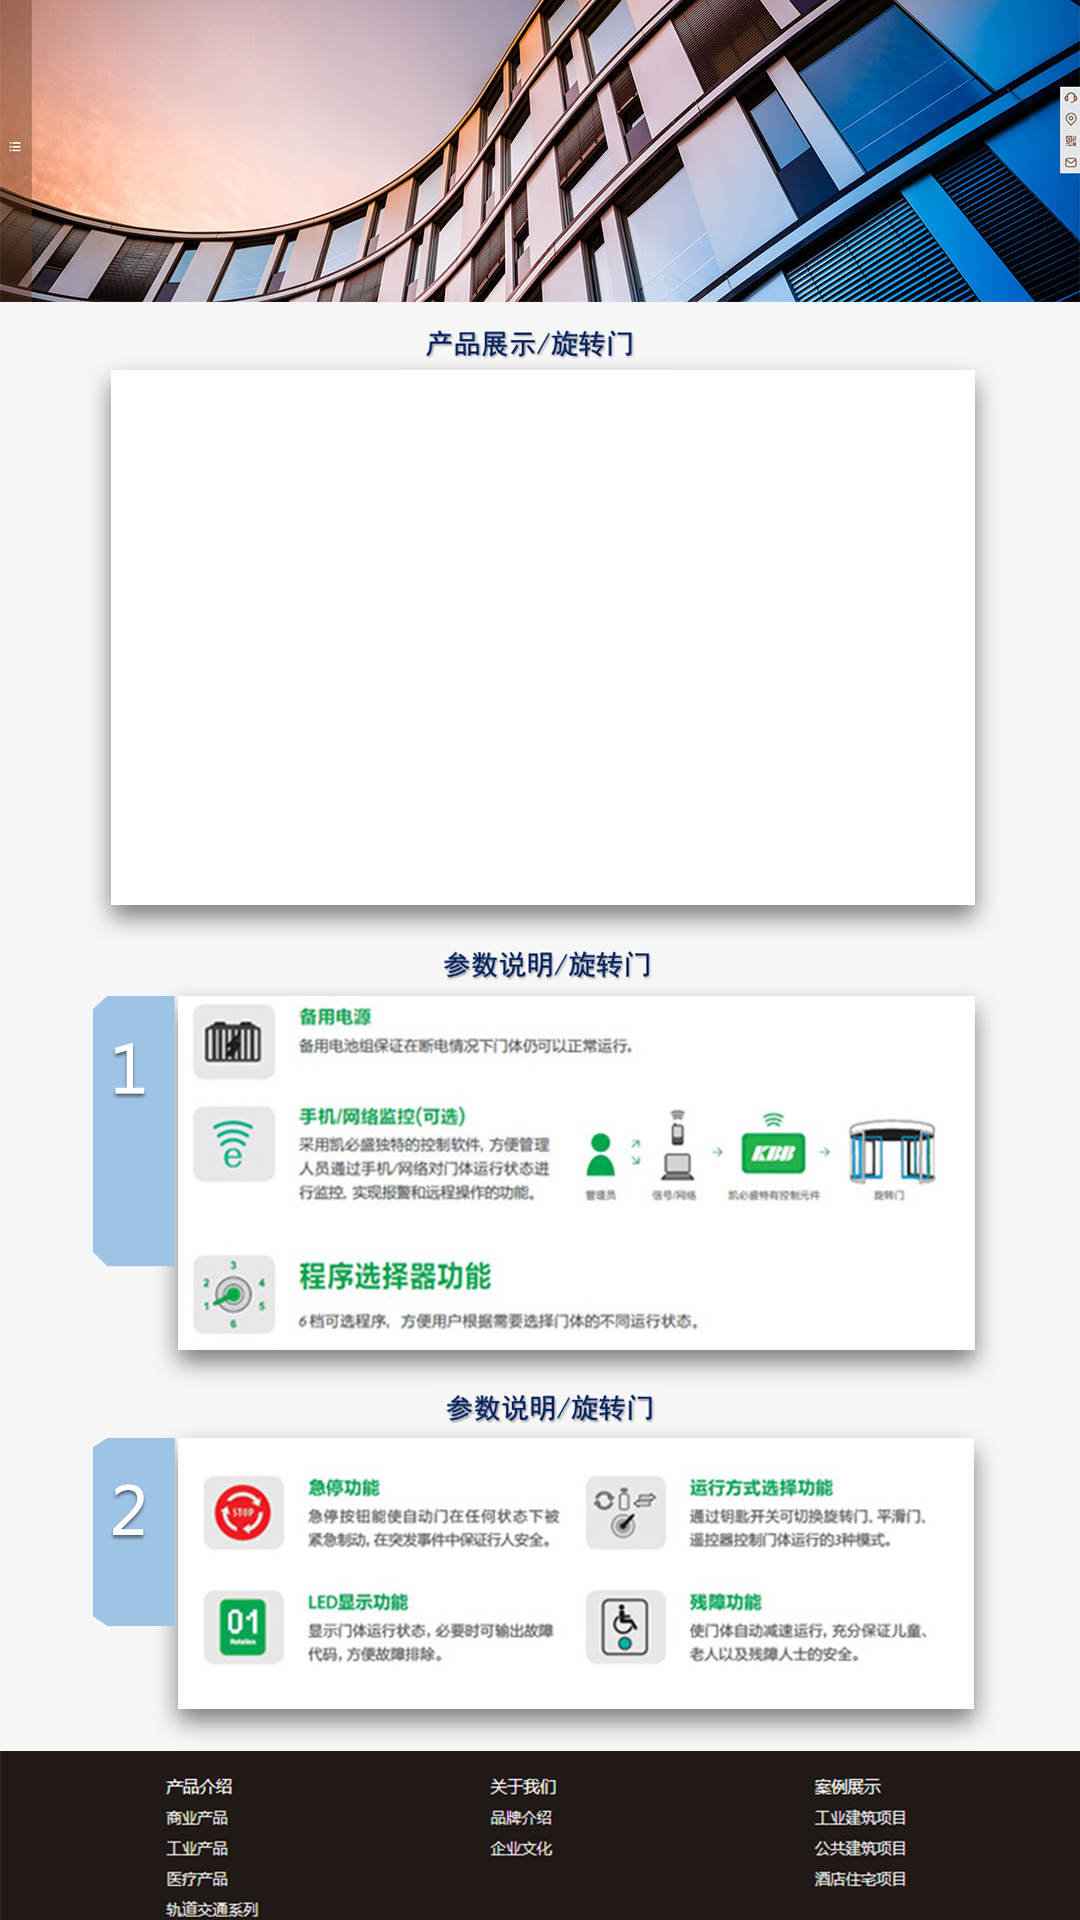 产品展示/旋转门
参数说明/旋转门
1
备用电源
备用电池组保证在断电情况下门体仍可以正常运行。
手机/网络监控(可选)
采用凯必盛独特的控制软件, 方便管理
人员通过手机/网络对门体运行状态进
行监控, 实现报警和远程操作的功能。
e
KBB
管理员
信号/网络
凯必盛特有控制元件
旋转门
程序选择器功能
6档可选程序, 方便用户根据需要选择门体的不同运行状态。
1
2
3
4
5
6
参数说明/旋转门
2
STOP
急停功能
急停按钮能使自动门在任何状态下被
紧急制动, 在突发事件中保证行人安全。
运行方式选择功能
通过钥匙开关可切换旋转门、平滑门、
遥控器控制门体运行的3种模式。
01
Rotation
LED显示功能
显示门体运行状态, 必要时可输出故障
代码, 方便故障排除。
残障功能
使门体自动减速运行, 充分保证儿童、
老人以及残障人士的安全。
产品介绍
商业产品
工业产品
医疗产品
轨道交通系列
关于我们
品牌介绍
企业文化
案例展示
工业建筑项目
公共建筑项目
酒店住宅项目